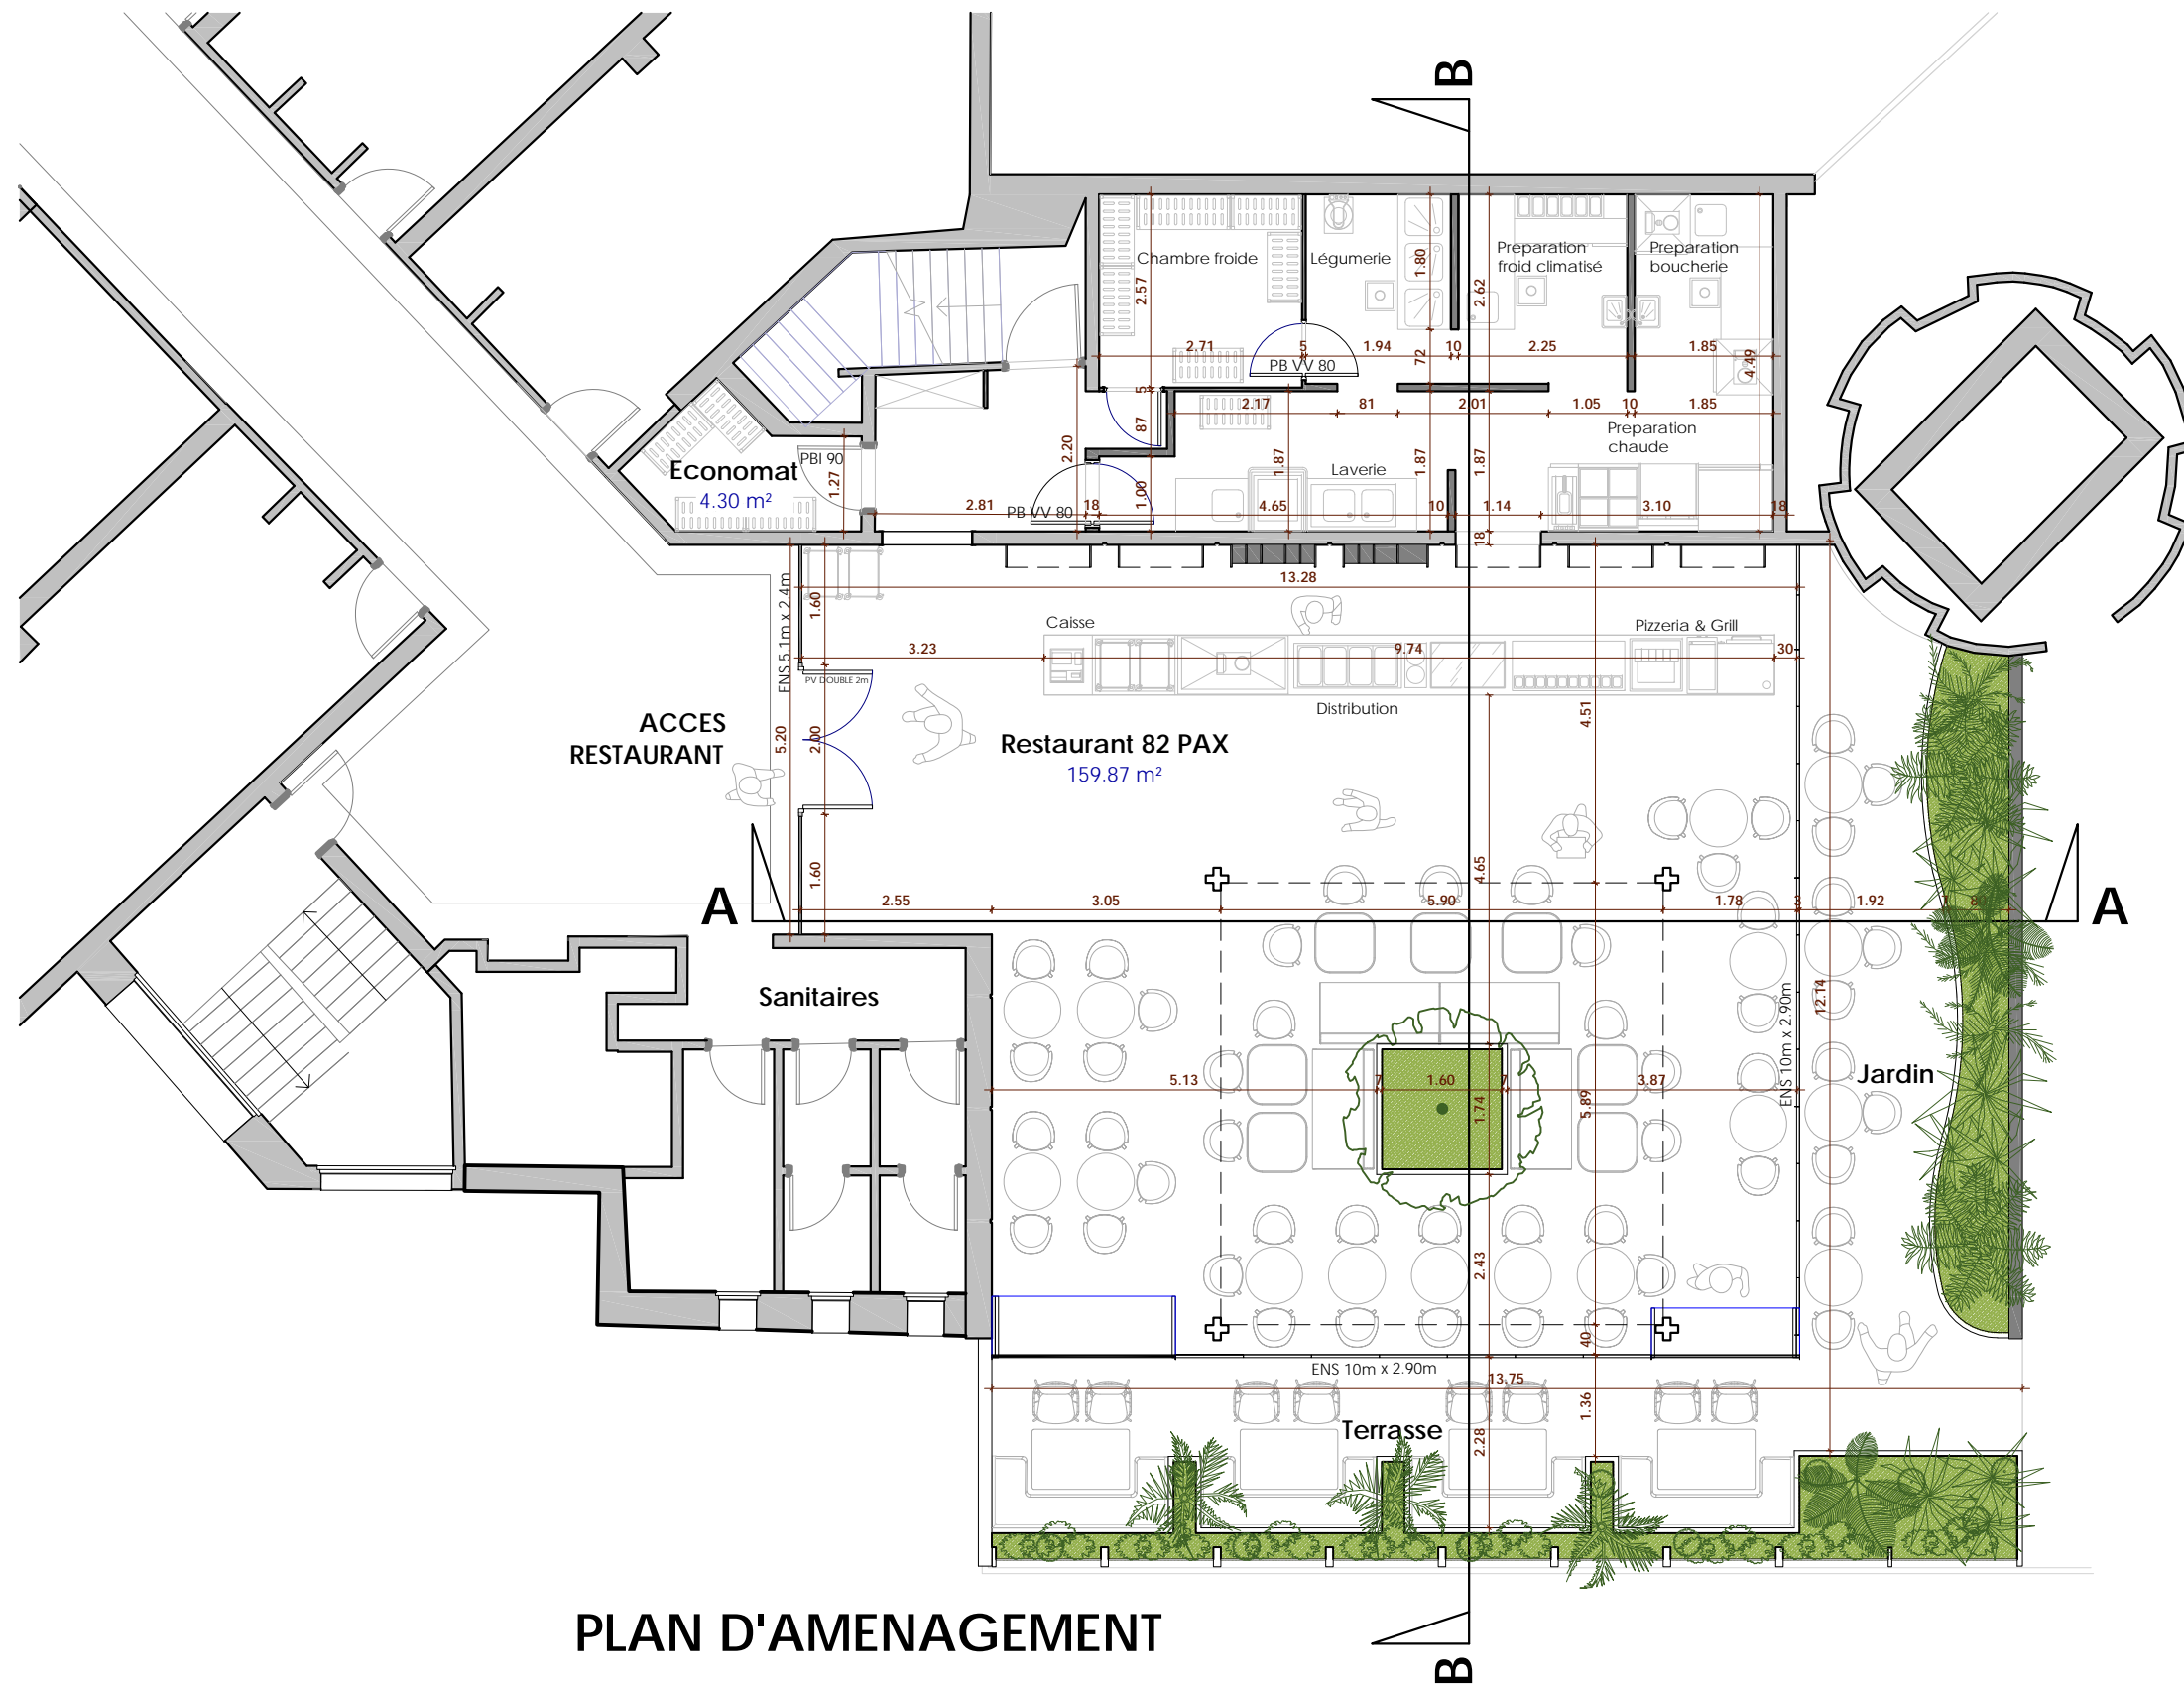 B
Chambre froide
Légumerie
Preparation
froid climatisé
Preparation
boucherie
2.57
1.80
2.62
4.49
2.71
5
1.94
10
2.25
1.85
72
PB VV 80
5
2.17
81
2.01
1.05
10
1.85
87
2.20
Preparation
chaude
PBI 90
1.27
Economat
4.30 m²
1.87
1.87
1.87
Laverie
1.00
2.81
PB VV 80
18
4.65
10
1.14
3.10
18
18
13.28
ENS 5.1m x 2.4m
1.60
Caisse
Pizzeria & Grill
3.23
9.74
30
PV DOUBLE 2m
Distribution
4.51
ACCES
RESTAURANT
5.20
2.00
Restaurant 82 PAX
159.87 m²
1.60
4.65
A
2.55
3.05
5.90
1.78
3
1.92
80
A
Sanitaires
12.14
ENS 10m x 2.90m
Jardin
5.13
7
1.60
7
3.87
1.74
5.89
2.43
40
ENS 10m x 2.90m
13.75
1.36
Terrasse
2.28
PLAN D'AMENAGEMENT
B